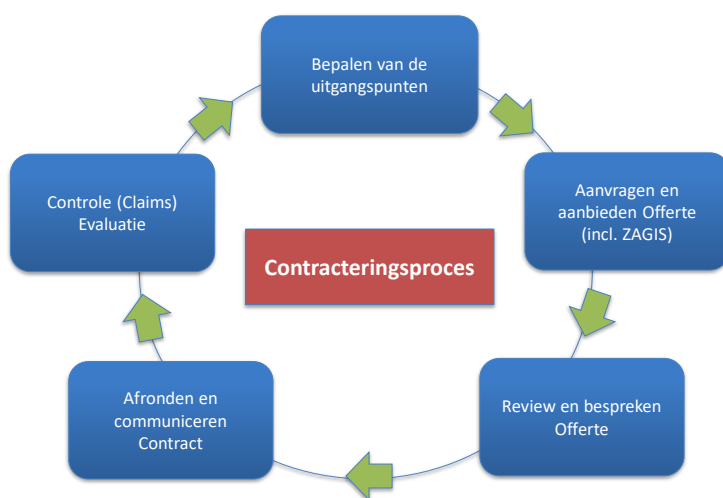 Bepalen van de
uitgangspunten
Aanvragen en
aanbieden Offerte
(incl. ZAGIS)
Review en bespreken
Offerte
Afronden en
communiceren
Contract
Controle (Claims)
Evaluatie
Contracteringsproces